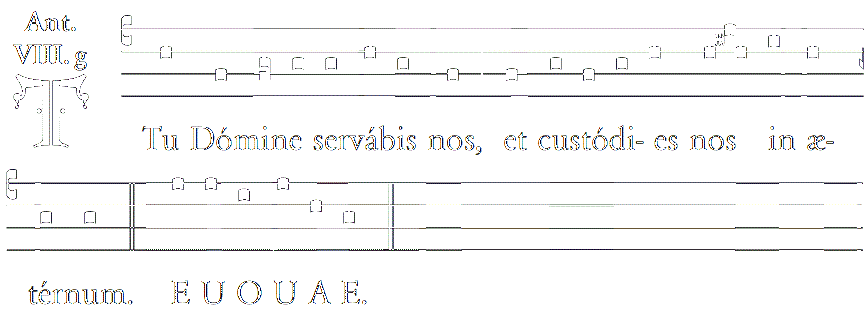 Ant.
VIII. g
Tu Dómine servábis nos, et custódi- es nos in æ-
térnum. E U O U A E.